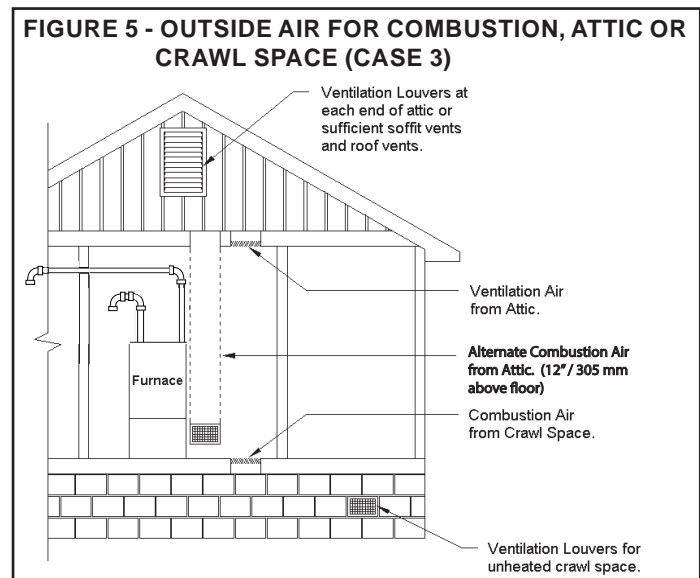 FIGURE 5 - OUTSIDE AIR FOR COMBUSTION, ATTIC OR
CRAWL SPACE (CASE 3)
Ventilation Louvers at
each end of attic or
sufficient soffit vents
and roof vents.
Ventilation Air
from Attic.
Alternate Combustion Air
from Attic. (12"/ 305 mm
above floor)
Furnace
Combustion Air
from Crawl Space.
Ventilation Louvers for
unheated crawl space.